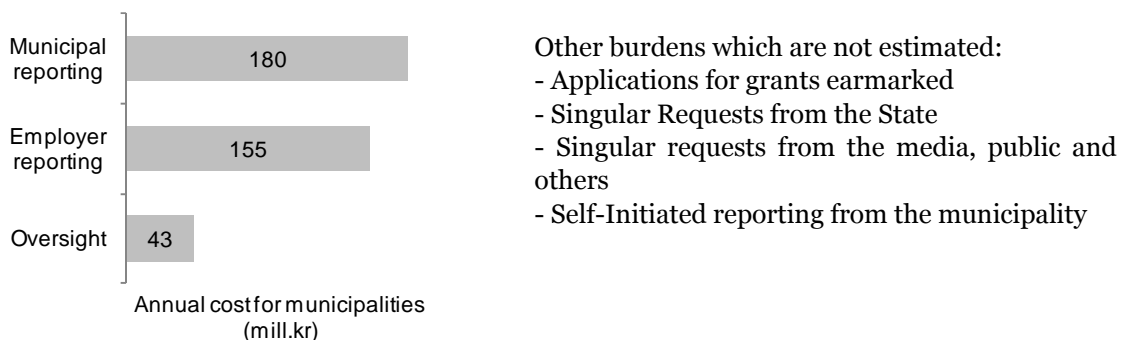 Municipal
reporting
180
Employer
reporting
155
Oversight
43
Annual cost for municipalities
(mill.kr)
Other burdens which are not estimated:
- Applications for grants earmarked
- Singular Requests from the State
- Singular requests from the media, public and
others
- Self-Initiated reporting from the municipality